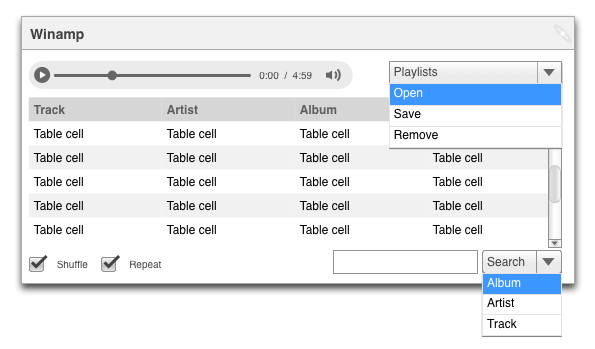 Winamp
0:00 / 4:59
Playlists
Open
Save
Remove
Track Artist Album
Table cell Table cell Table cell
Table cell Table cell Table cell Table cell
Table cell Table cell Table cell Table cell
Table cell Table cell Table cell Table cell
Table cell Table cell Table cell Table cell
Shuffle Repeat Search
Album
Artist
Track